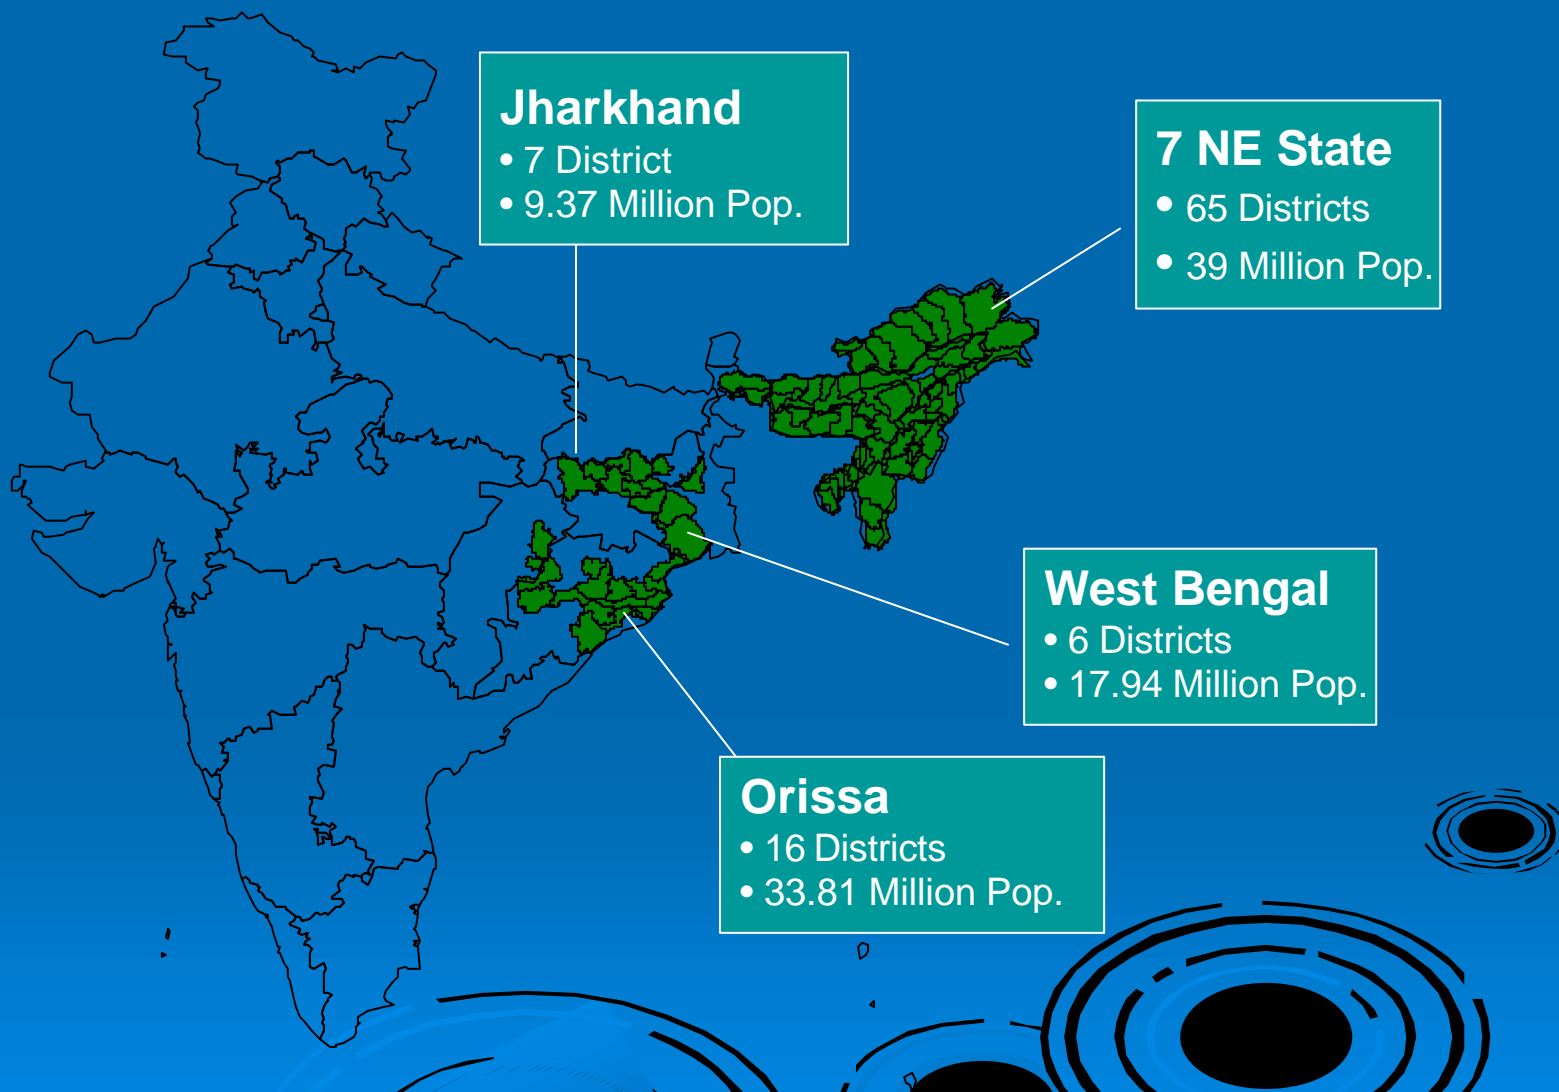 Jharkhand
• 7 District
• 9.37 Million Pop.
7 NE State
• 65 Districts
• 39 Million Pop.
West Bengal
• 6 Districts
• 17.94 Million Pop.
Orissa
• 16 Districts
• 33.81 Million Pop.